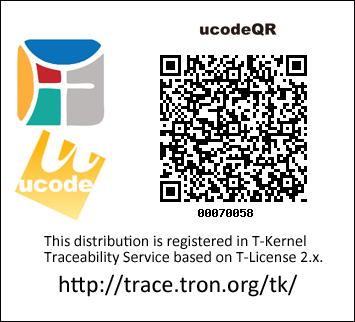 ucodeQR
u
ucode
00070058
This distribution is registered in T-Kernel
Traceability Service based on T-License 2.x.
http://trace.tron.org/tk/